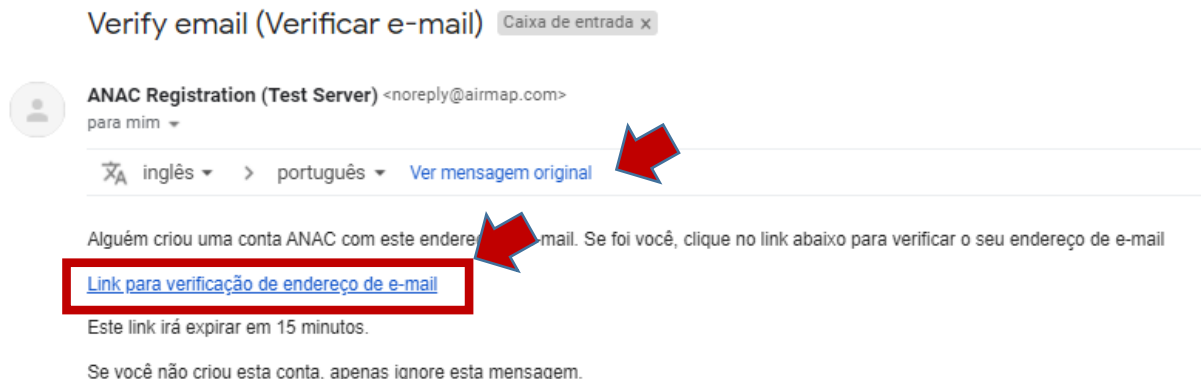 Verify email (Verificar e-mail) Caixa de entrada x
ANAC Registration (Test Server) <noreply@airmap.com>
para mim
inglês > português Ver mensagem original
Alguém criou uma conta ANAC com este endere mail. Se foi você, clique no link abaixo para verificar o seu endereço de e-mail
Link para verificação de endereço de e-mail
Este link irá expirar em 15 minutos.
Se você não criou esta conta, apenas ignore esta mensagem.